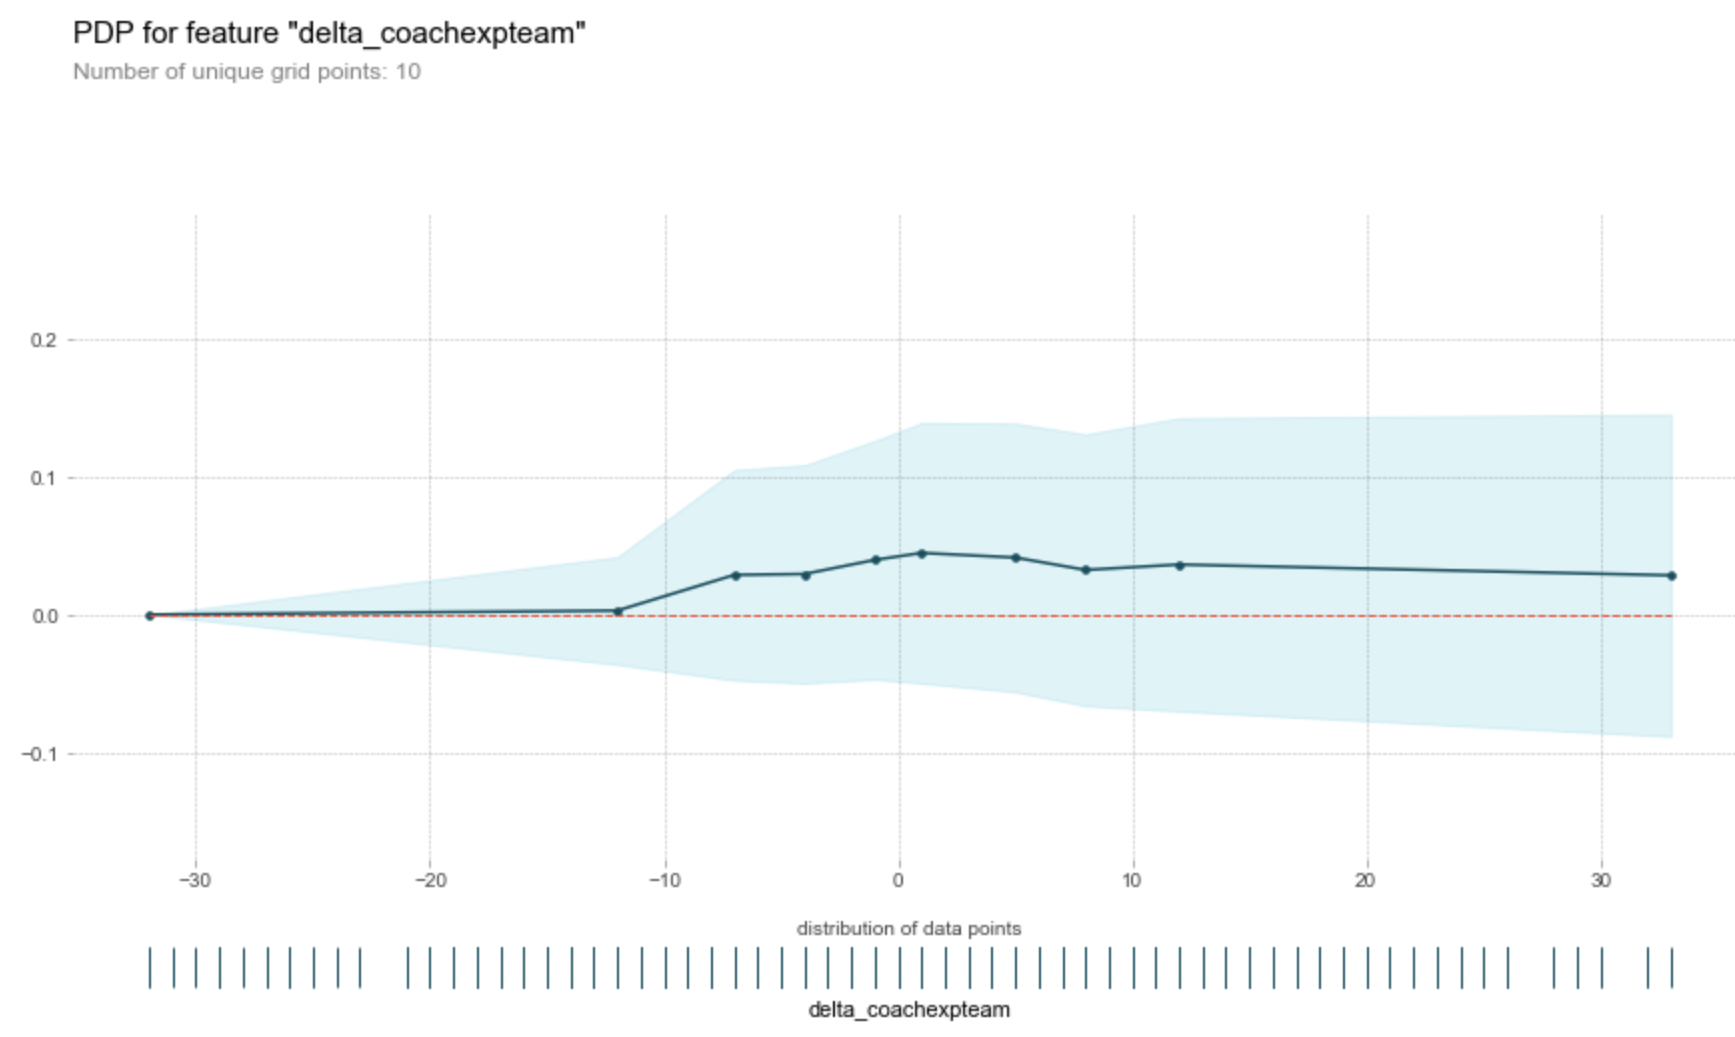 PDP for feature "delta_coachexpteam"
Number of unique grid points: 10
0.2
0.1
0.0
−0.1
−30 −20 −10 0 10 20 30
distribution of data points
delta_coachexpteam